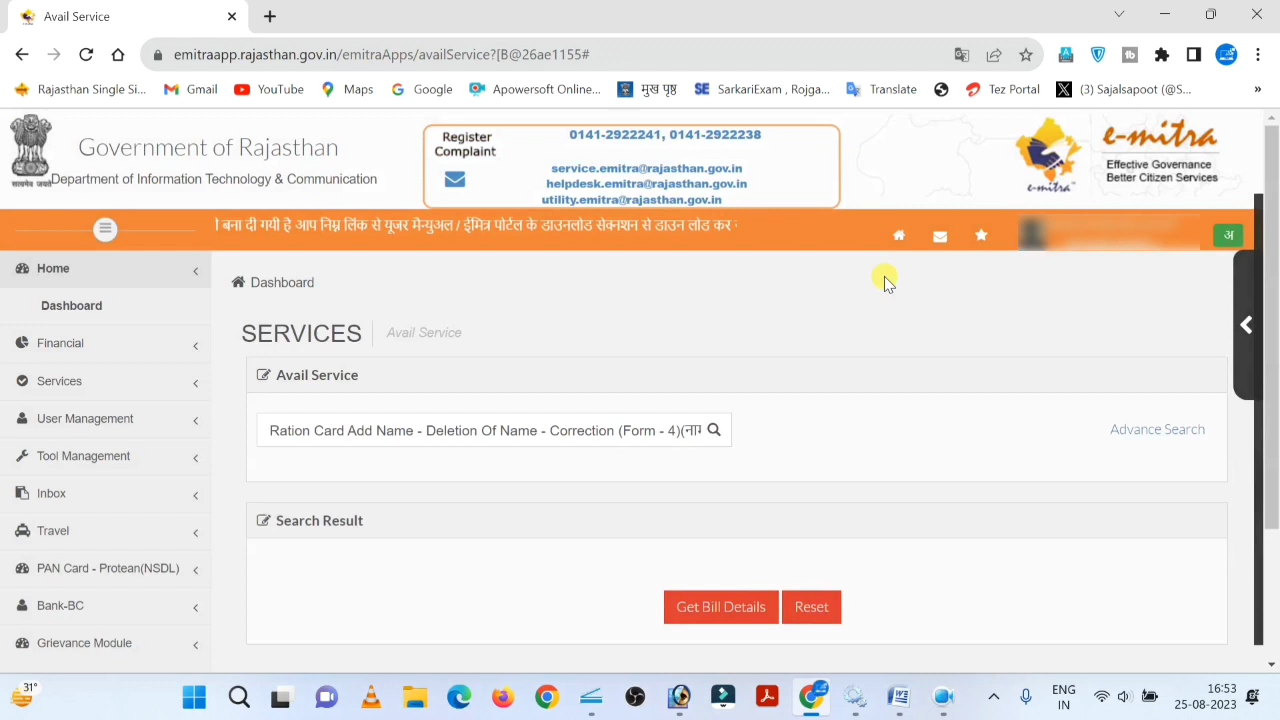 Avail Service
emitraapp.rajasthan.gov.in/emitraApps/availService?[B@26ae1155#
Rajasthan Single Si... Gmail YouTube Maps Google Apowersoft Online... मुख पृष्ठ SE SarkariExam , Rojga... Translate Tez Portal (3) Sajalsapoot (@S... »
सत्यमेव जयते
Government of Rajasthan
Department of Information Technology & Communication
Register Complaint
0141-2922241, 0141-2922238
service.emitra@rajasthan.gov.in
helpdesk.emitra@rajasthan.gov.in
utility.emitra@rajasthan.gov.in
e-mitra
e-mitra
Effective Governance
Better Citizen Services
बना दी गयी है आप निम्न लिंक से यूजर मैन्युअल / ईमित्र पोर्टल के डाउनलोड सेक्शन से डाउन लोड कर
अ
Home
Dashboard
Financial
Services
User Management
Tool Management
Inbox
Travel
PAN Card - Protean(NSDL)
Bank-BC
Grievance Module
Dashboard
SERVICES Avail Service
Avail Service
Ration Card Add Name - Deletion Of Name - Correction (Form - 4)(नाम
Advance Search
Search Result
Get Bill Details Reset
31°
ENG
IN
16:53
25-08-2023